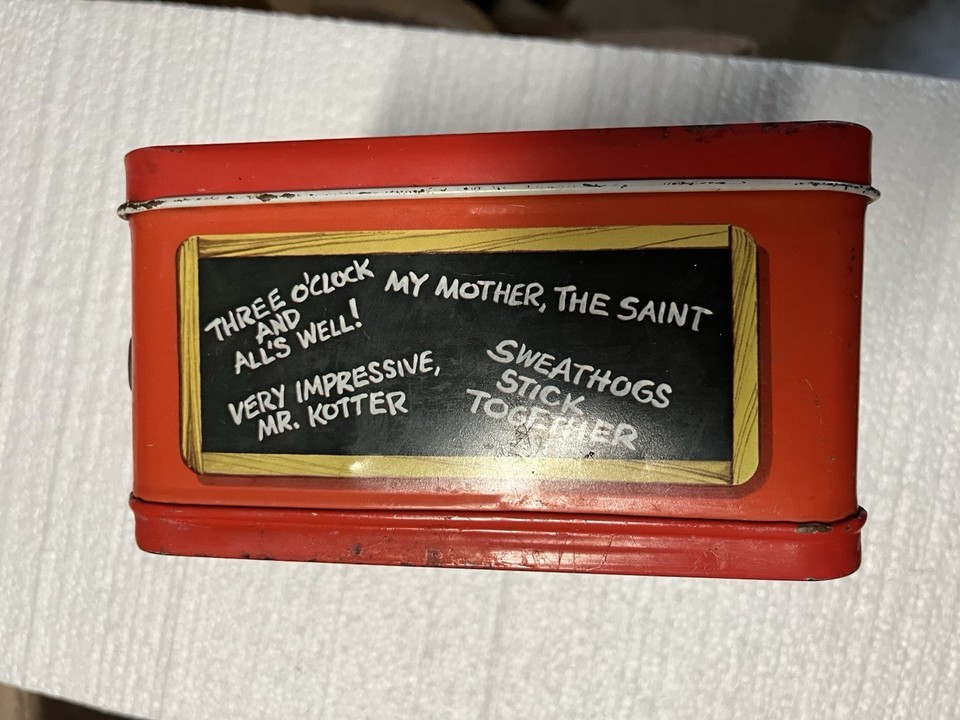 THREE O'CLOCK
AND
ALL'S WELL!
MY MOTHER, THE SAINT
VERY IMPRESSIVE,
MR. KOTTER
SWEATHOGS
STICK
TOGETHER